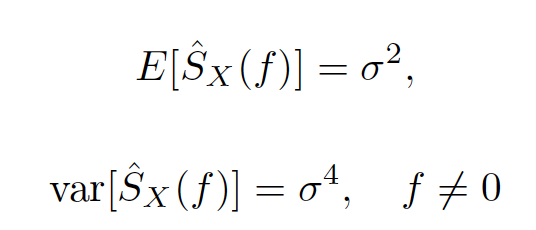 E[Ŝ_X(f)] = σ²,
var[Ŝ_X(f)] = σ⁴, f ≠ 0